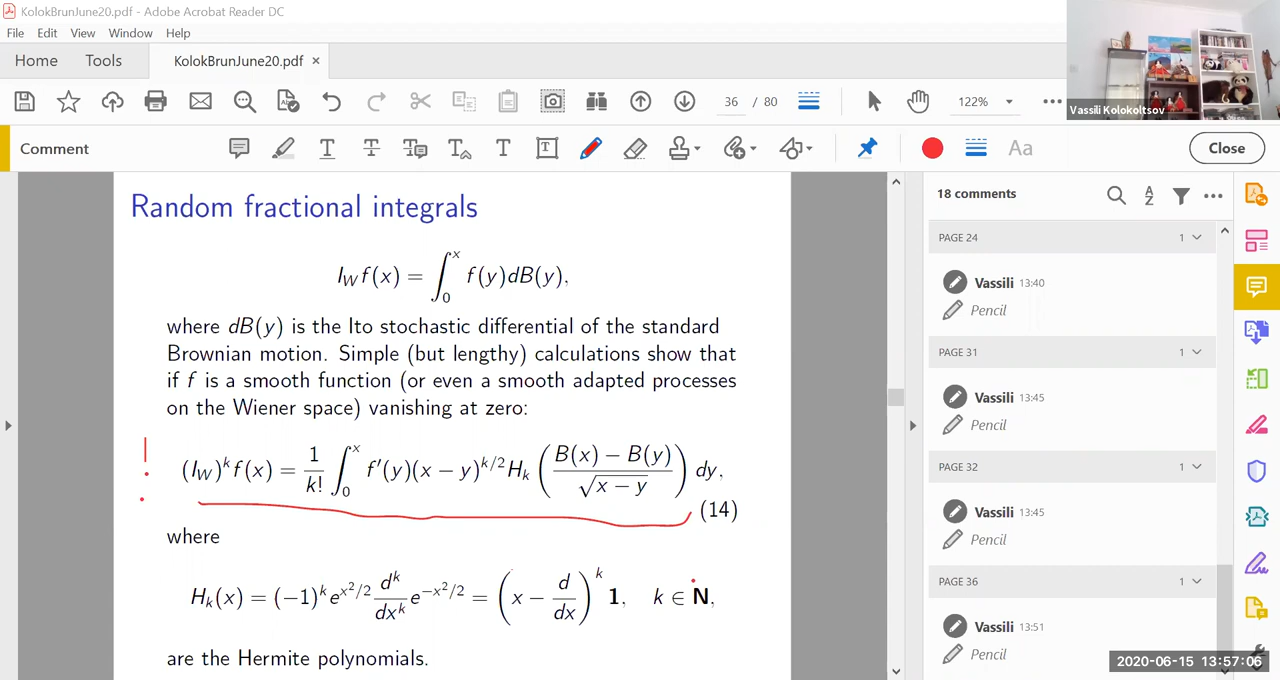 KolokBrunJune20.pdf - Adobe Acrobat Reader DC
File Edit View Window Help
Home Tools KolokBrunJune20.pdf ×
36 / 80 122%
Vassili Kolokoltsov
Comment Aa Close
Random fractional integrals
I_W f(x) = ∫_0^x f(y)dB(y),
where dB(y) is the Ito stochastic differential of the standard
Brownian motion. Simple (but lengthy) calculations show that
if f is a smooth function (or even a smooth adapted processes
on the Wiener space) vanishing at zero:
(I_W)^k f(x) = 1/k! ∫_0^x f′(y)(x − y)^{k/2} H_k ( (B(x) − B(y)) / √(x − y) ) dy,
(14)
where
H_k(x) = (−1)^k e^{x²/2} d^k/dx^k e^{−x²/2} = (x − d/dx)^k 1, k ∈ N,
are the Hermite polynomials.
18 comments
PAGE 24 1
Vassili 13:40
Pencil
PAGE 31 1
Vassili 13:45
Pencil
PAGE 32 1
Vassili 13:45
Pencil
PAGE 36 1
Vassili 13:51
Pencil
2020-06-15 13:57:06